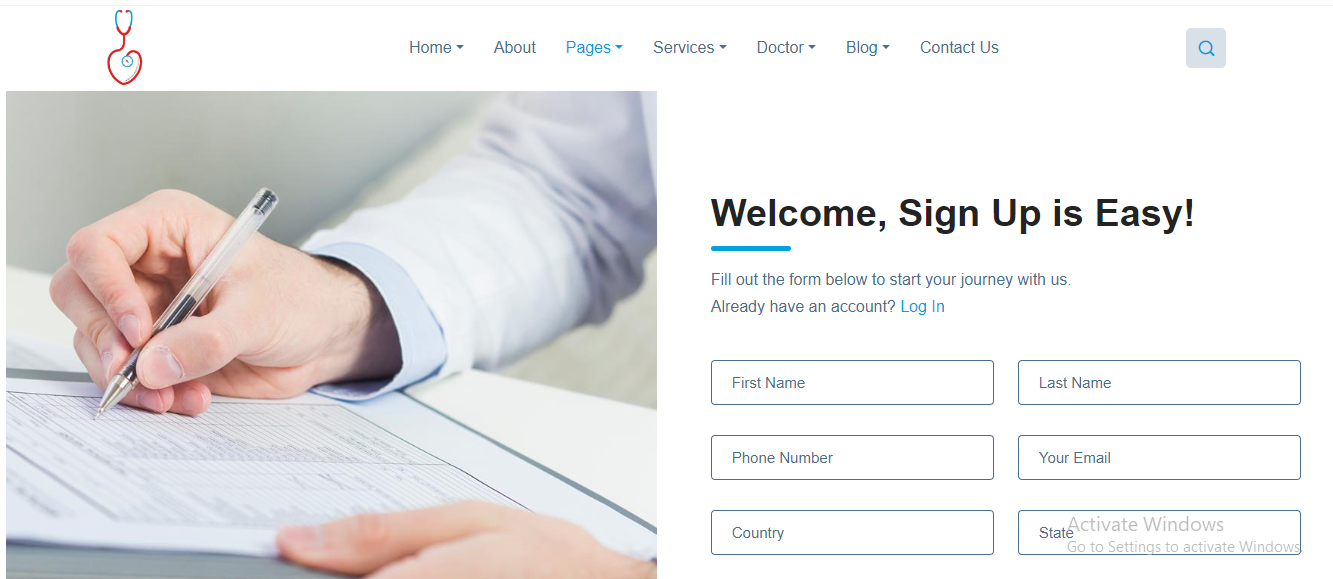 Home About Pages Services Doctor Blog Contact Us
Welcome, Sign Up is Easy!
Fill out the form below to start your journey with us.
Already have an account? Log In
First Name Last Name
Phone Number Your Email
Country State
Activate Windows
Go to Settings to activate Windows.